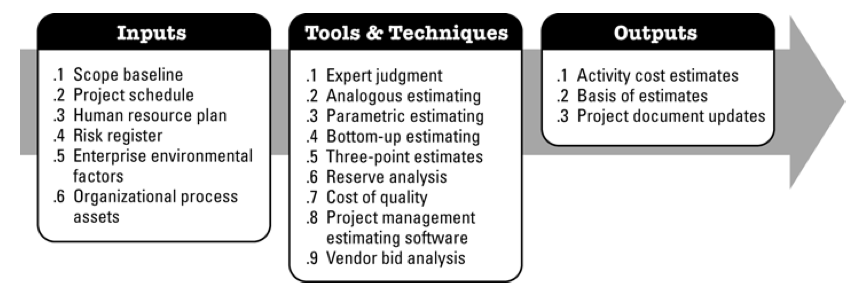 Inputs
.1 Scope baseline
.2 Project schedule
.3 Human resource plan
.4 Risk register
.5 Enterprise environmental
factors
.6 Organizational process
assets
Tools & Techniques
.1 Expert judgment
.2 Analogous estimating
.3 Parametric estimating
.4 Bottom-up estimating
.5 Three-point estimates
.6 Reserve analysis
.7 Cost of quality
.8 Project management
estimating software
.9 Vendor bid analysis
Outputs
.1 Activity cost estimates
.2 Basis of estimates
.3 Project document updates